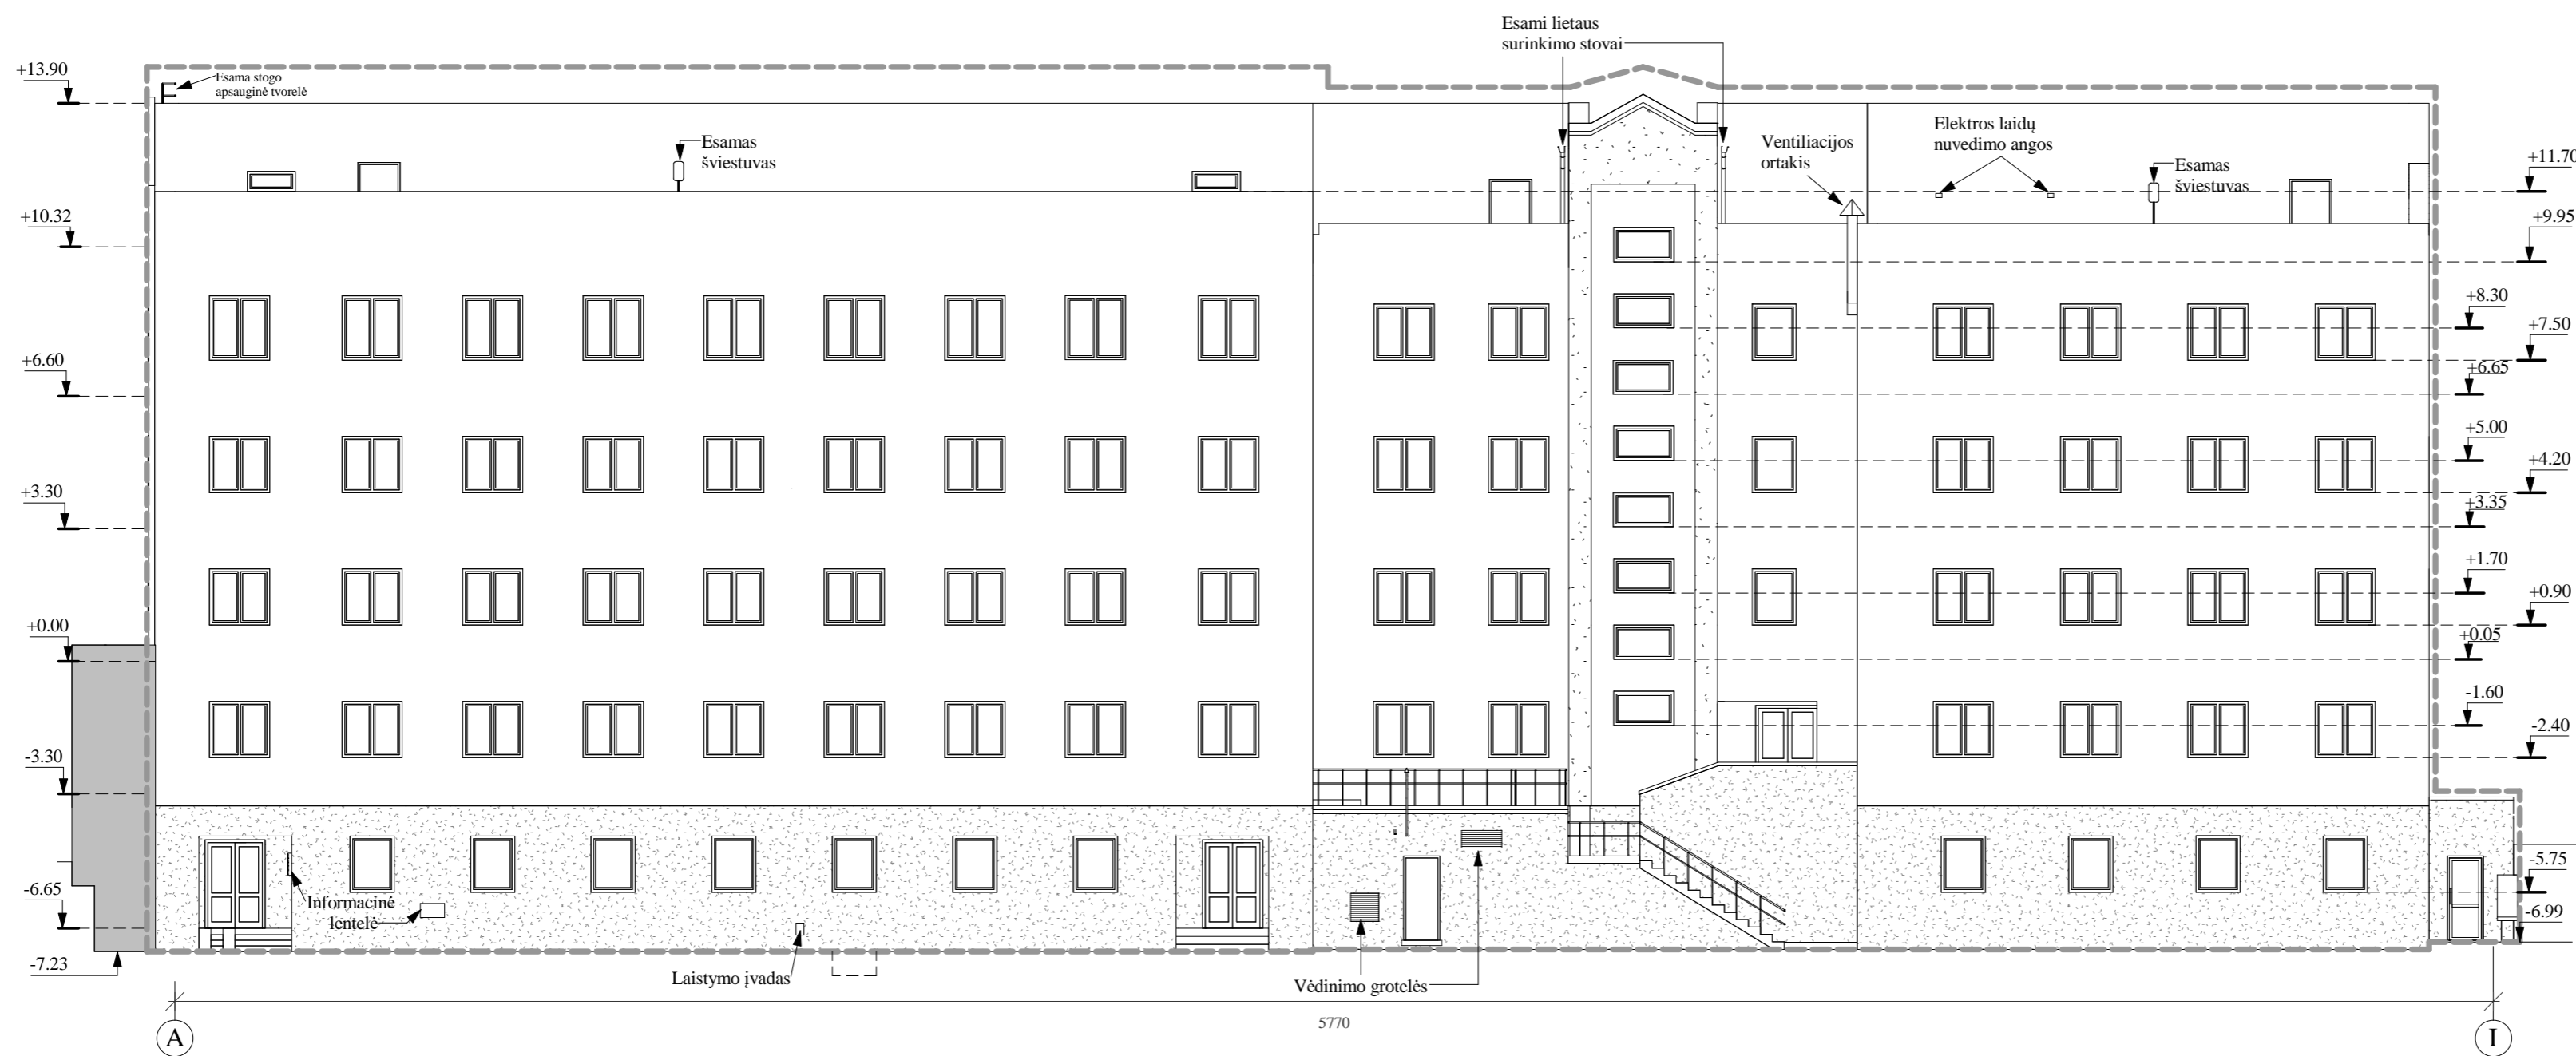 Esami lietaus
surinkimo stovai
+13.90
Esama stogo
apsauginė tvorelė
Esamas
šviestuvas
Ventiliacijos
ortakis
Elektros laidų
nuvedimo angos
Esamas
šviestuvas
+11.70
+10.32
+9.95
+8.30
+7.50
+6.60
+6.65
+5.00
+4.20
+3.30
+3.35
+1.70
+0.90
+0.00
+0.05
-1.60
-2.40
-3.30
-5.75
-6.65
Informacinė
lentelė
-6.99
-7.23
Laistymo įvadas
Vėdinimo grotelės
5770
A
I